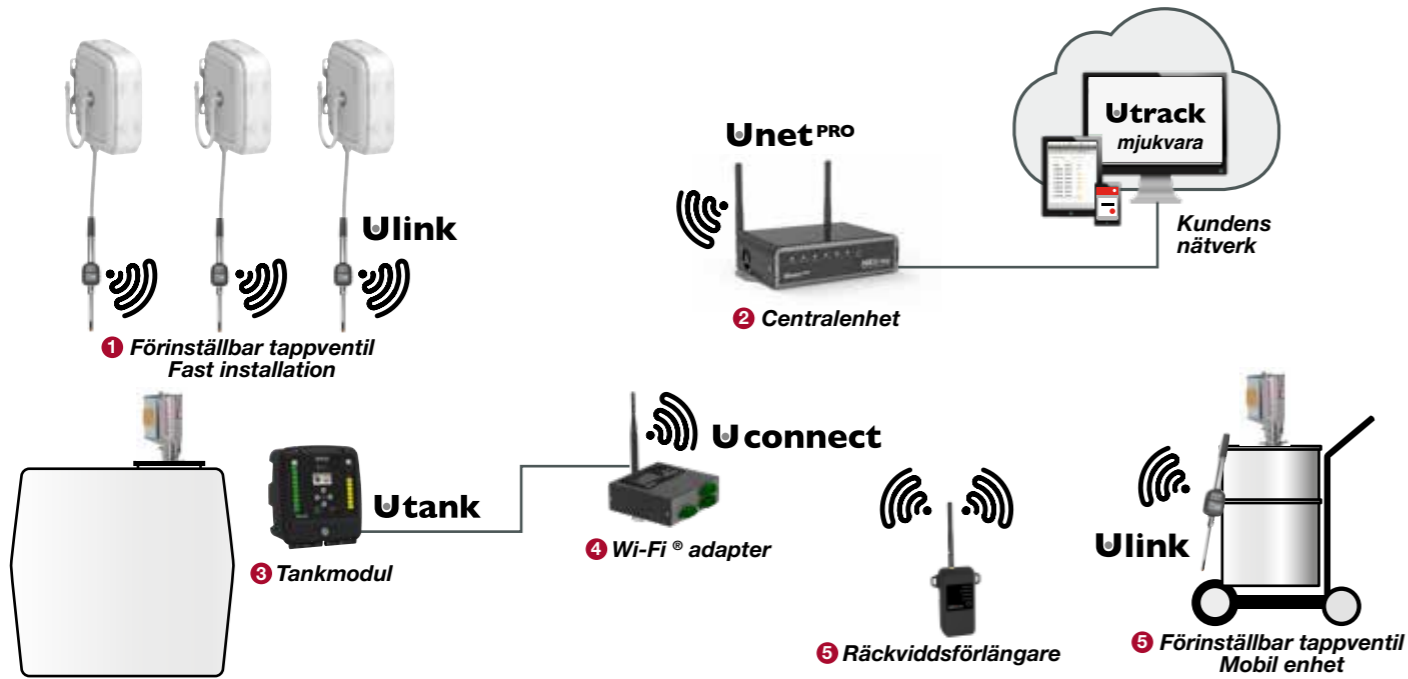 Ulink
1 Förinställbar tappventil
Fast installation
Unet PRO
2 Centralenhet
Utrack
mjukvara
Kundens
nätverk
Utank
3 Tankmodul
Uconnect
4 Wi-Fi ® adapter
5 Räckviddsförlängare
Ulink
5 Förinställbar tappventil
Mobil enhet